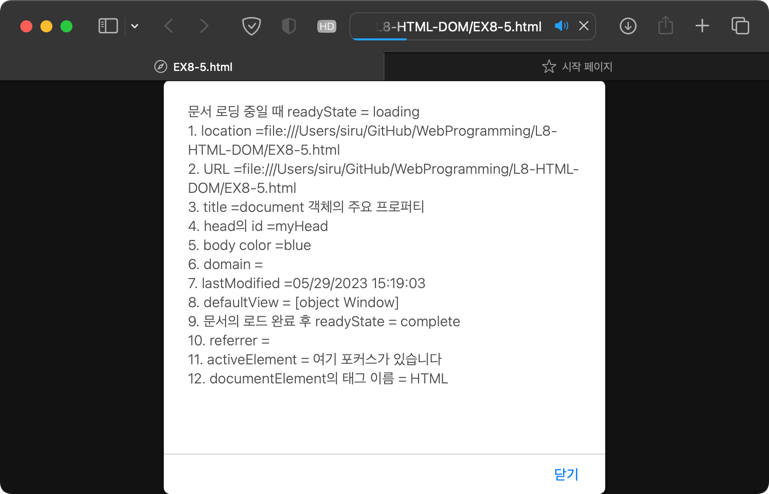 HD
L8-HTML-DOM/EX8-5.html
EX8-5.html
시작 페이지
문서 로딩 중일 때 readyState = loading
1. location =file:///Users/siru/GitHub/WebProgramming/L8-
HTML-DOM/EX8-5.html
2. URL =file:///Users/siru/GitHub/WebProgramming/L8-HTML-
DOM/EX8-5.html
3. title =document 객체의 주요 프로퍼티
4. head의 id =myHead
5. body color =blue
6. domain =
7. lastModified =05/29/2023 15:19:03
8. defaultView = [object Window]
9. 문서의 로드 완료 후 readyState = complete
10. referrer =
11. activeElement = 여기 포커스가 있습니다
12. documentElement의 태그 이름 = HTML
닫기